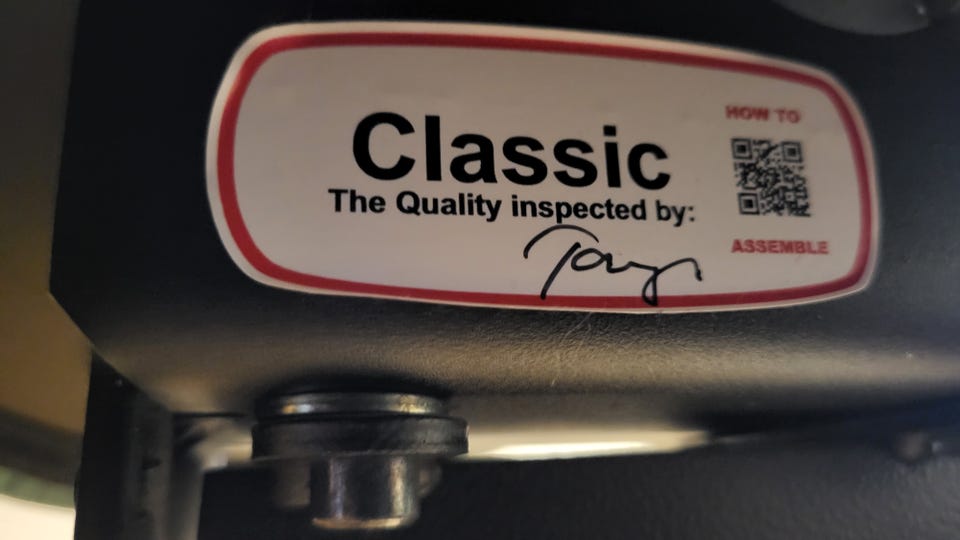 Classic
The Quality inspected by:
HOW TO
ASSEMBLE